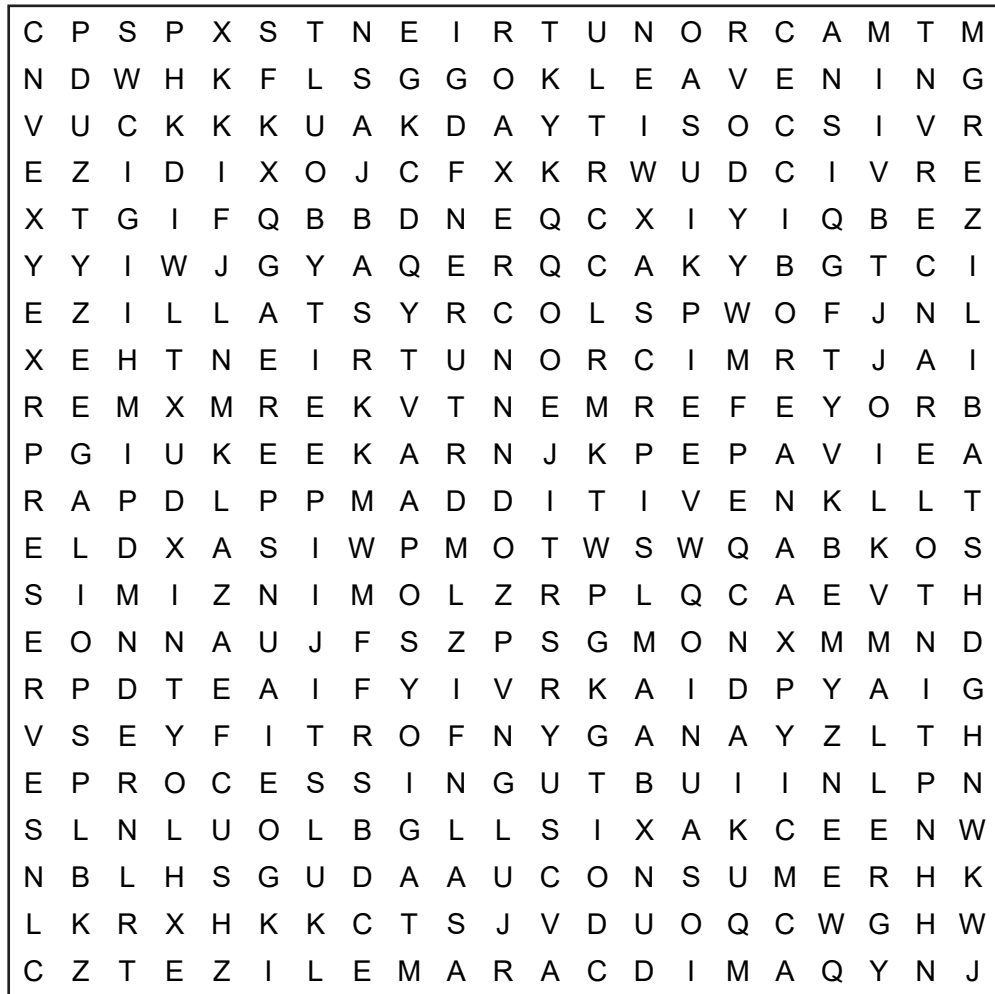 C P S P X S T N E I R T U N O R C A M T M
N D W H K F L S G G O K L E A V E N I N G
V U C K K K U A K D A Y T I S O C S I V R
E Z I D I X O J C F X K R W U D C I V R E
X T G I F Q B B D N E Q C X I Y I Q B E Z
Y Y I W J G Y A Q E R Q C A K Y B G T C I
E Z I L L A T S Y R C O L S P W O F J N L
X E H T N E I R T U N O R C I M R T J A I
R E M X M R E K V T N E M R E F E Y O R B
P G I U K E E K A R N J K P E P A V I E A
R A P D L P P M A D D I T I V E N K L L T
E L D X A S I W P M O T W S W Q A B K O S
S I M I Z N I M O L Z R P L Q C A E V T H
E O N N A U J F S Z P S G M O N X M M N D
R P D T E A I F Y I V R K A I D P Y A I G
V S E Y F I T R O F N Y G A N A Y Z L T H
E P R O C E S S I N G U T B U I I N L P N
S L N L U O L B G L L S I X A K C E E N W
N B L H S G U D A A U C O N S U M E R H K
L K R X H K K C T S J V D U O Q C W G H W
C Z T E Z I L E M A R A C D I M A Q Y N J